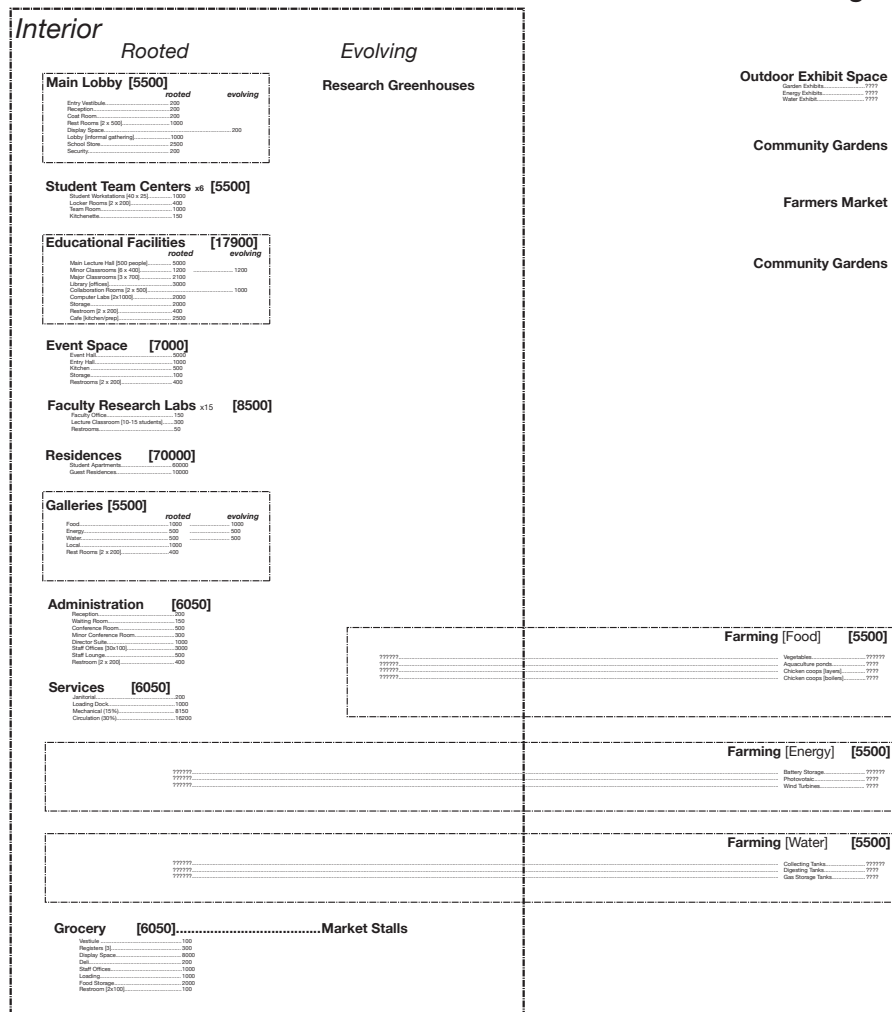 Interior
Rooted Evolving
Main Lobby [5500]
rooted evolving
Entry Vestibule 200
Reception 200
Coat Room 200
Rest Rooms [2 x 500] 1000
Display Space 200
Lobby [informal gathering] 1000
School Store 2500
Security 200
Research Greenhouses
Outdoor Exhibit Space
Garden Exhibits ????
Energy Exhibits ????
Water Exhibit ????
Community Gardens
Farmers Market
Community Gardens
Student Team Centers x6 [5500]
Student Workstations [40 x 25] 1000
Locker Rooms [2 x 200] 400
Team Room 1000
Kitchenette 150
Educational Facilities [17900]
rooted evolving
Main Lecture Hall [500 people] 5000
Minor Classrooms [6 x 400] 1200 1200
Major Classrooms [3 x 700] 2100
Library [offices] 3000
Collaboration Rooms [2 x 500] 1000
Computer Labs [2x1000] 2000
Storage 2000
Restroom [2 x 200] 400
Cafe [kitchen/prep] 2500
Event Space [7000]
Event Hall 5000
Entry Hall 1000
Kitchen 500
Storage 100
Restrooms [2 x 200] 400
Faculty Research Labs x15 [8500]
Faculty Office 150
Lecture Classroom [10-15 students] 300
Restrooms 50
Residences [70000]
Student Apartments 60000
Guest Residences 10000
Galleries [5500]
rooted evolving
Food 1000 1000
Energy 500 500
Water 500 500
Local 1000
Rest Rooms [2 x 200] 400
Administration [6050]
Reception 200
Waiting Room 150
Conference Room 500
Minor Conference Room 300
Director Suite 1000
Staff Offices [30x100] 3000
Staff Lounge 500
Restroom [2 x 200] 400
Services [6050]
Janitorial 200
Loading Dock 1000
Mechanical (15%) 8150
Circulation (30%) 16200
Farming [Food] [5500]
?????? Vegetables ??????
?????? Aquaculture ponds ????
?????? Chicken coops [layers] ????
?????? Chicken coops [boilers] ????
Farming [Energy] [5500]
?????? Battery Storage ??????
?????? Photovotaic ????
?????? Wind Turbines ????
Farming [Water] [5500]
?????? Collecting Tanks ??????
?????? Digesting Tanks ????
?????? Gas Storage Tanks ????
Grocery [6050] Market Stalls
Vestiule 100
Registers [3] 300
Display Space 8000
Deli 200
Staff Offices 1000
Loading 1000
Food Storage 2000
Restroom [2x100] 100